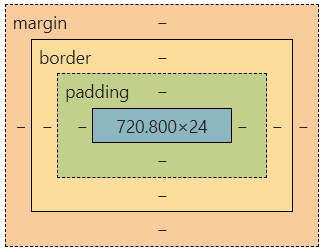 margin –
border –
padding –
– – – 720.800×24 – – –
–
–
–